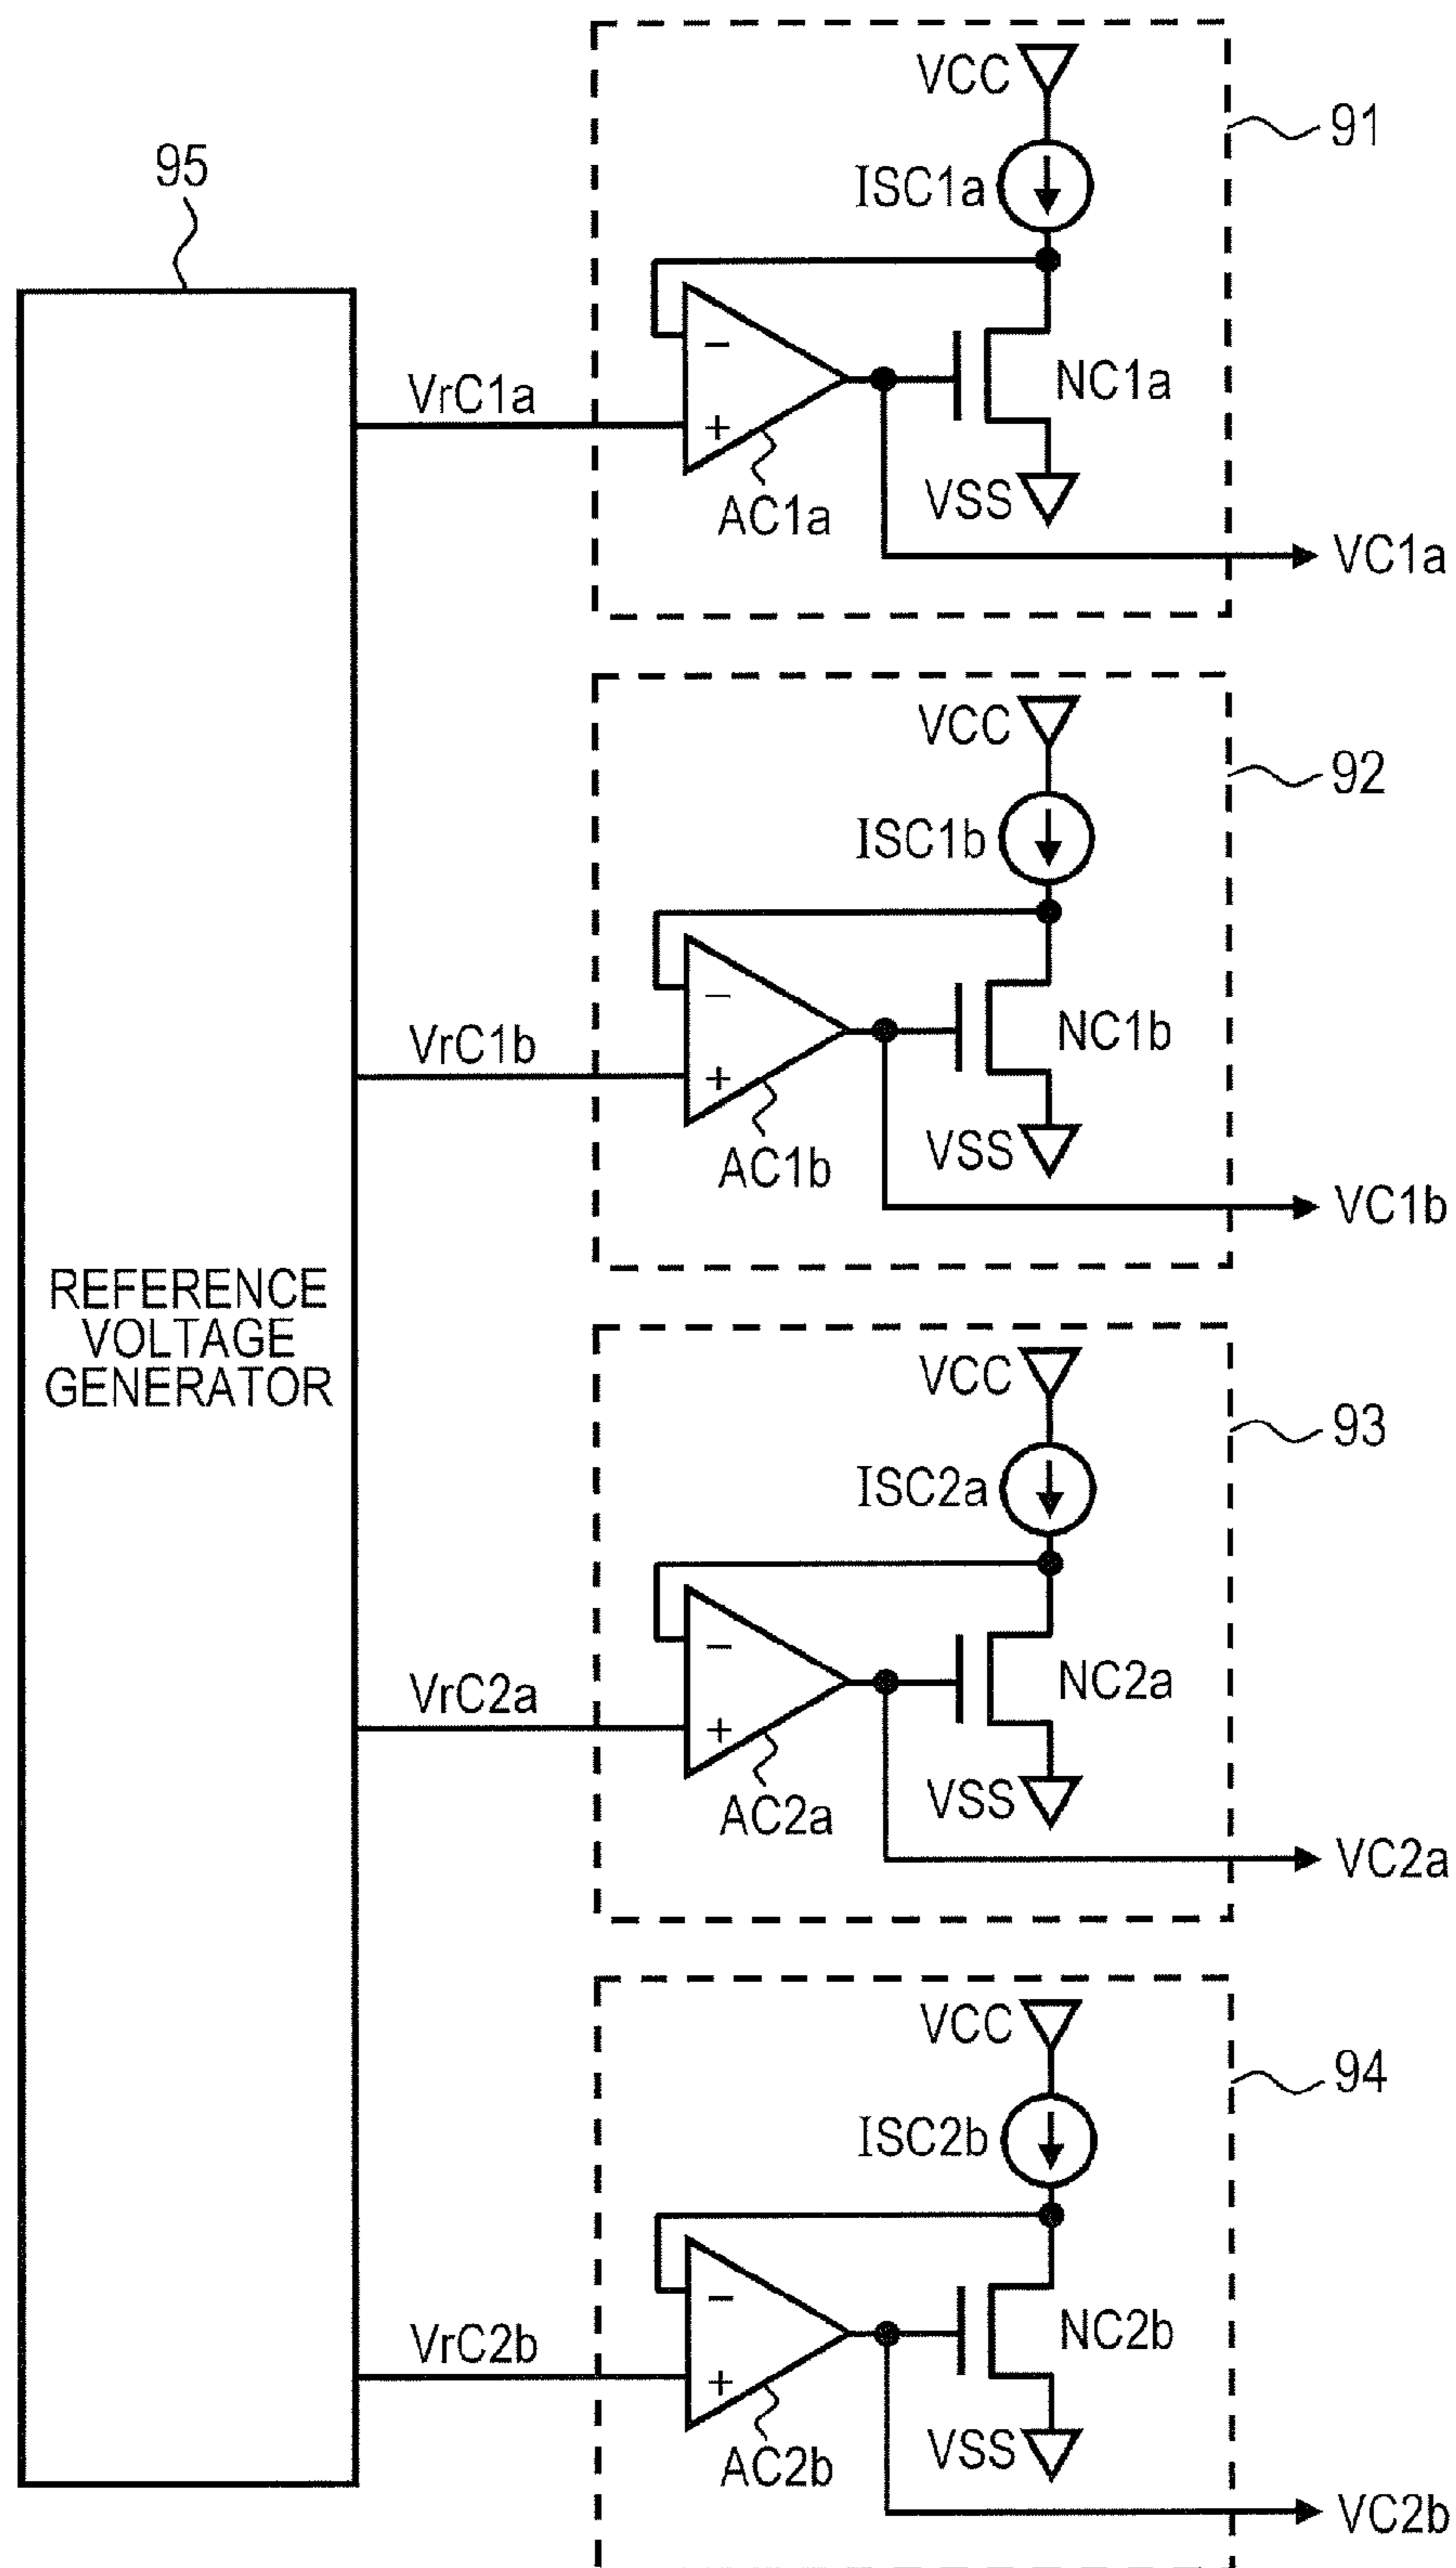 95
REFERENCE
VOLTAGE
GENERATOR
VCC
91
ISC1a
−
NC1a
VrC1a
+
VSS
AC1a
VC1a
VCC
92
ISC1b
−
NC1b
VrC1b
+
VSS
AC1b
VC1b
VCC
93
ISC2a
−
NC2a
VrC2a
+
VSS
AC2a
VC2a
VCC
94
ISC2b
−
NC2b
VrC2b
+
VSS
AC2b
VC2b